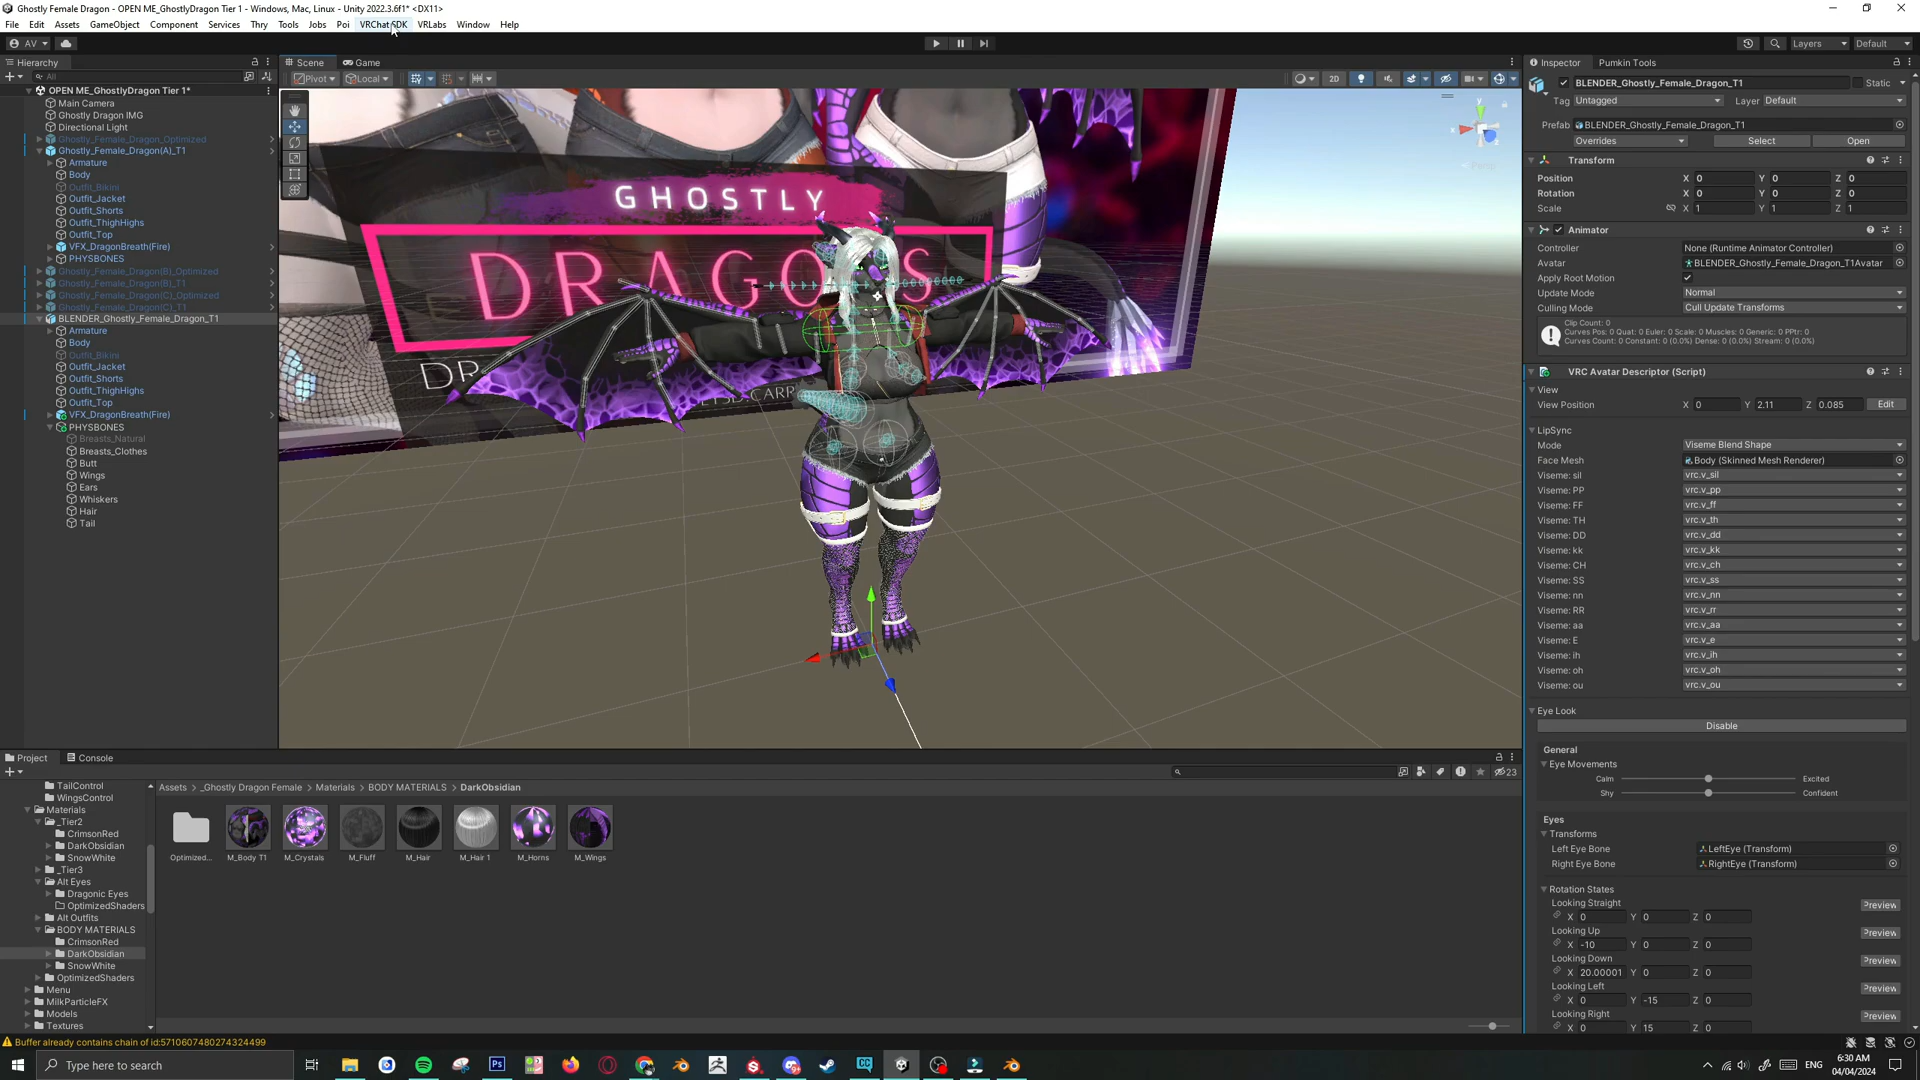 Ghostly Female Dragon - OPEN ME_GhostlyDragon Tier 1 - Windows, Mac, Linux - Unity 2022.3.6f1* <DX11>
File Edit Assets GameObject Component Services Thry Tools Jobs Poi VRChat SDK VRLabs Window Help
AV Layers Default
Hierarchy Scene Game Inspector Pumkin Tools
All Pivot Local 2D
OPEN ME_GhostlyDragon Tier 1*
Main Camera
Ghostly Dragon IMG
Directional Light
Ghostly_Female_Dragon_Optimized
Ghostly_Female_Dragon(A)_T1
Armature
Body
Outfit_Bikini
Outfit_Jacket
Outfit_Shorts
Outfit_ThighHighs
Outfit_Top
VFX_DragonBreath(Fire)
PHYSBONES
Ghostly_Female_Dragon(B)_Optimized
Ghostly_Female_Dragon(B)_T1
Ghostly_Female_Dragon(C)_Optimized
Ghostly_Female_Dragon(C)_T1
BLENDER_Ghostly_Female_Dragon_T1
Armature
Body
Outfit_Bikini
Outfit_Jacket
Outfit_Shorts
Outfit_ThighHighs
Outfit_Top
VFX_DragonBreath(Fire)
PHYSBONES
Breasts_Natural
Breasts_Clothes
Butt
Wings
Ears
Whiskers
Hair
Tail
GHOSTLY
DRAGONS
BLENDER_Ghostly_Female_Dragon_T1 Static
Tag Untagged Layer Default
Prefab BLENDER_Ghostly_Female_Dragon_T1
Overrides Select Open
Transform
Position X 0 Y 0 Z 0
Rotation X 0 Y 0 Z 0
Scale X 1 Y 1 Z 1
Animator
Controller None (Runtime Animator Controller)
Avatar BLENDER_Ghostly_Female_Dragon_T1Avatar
Apply Root Motion
Update Mode Normal
Culling Mode Cull Update Transforms
Clip Count: 0
Curves Pos: 0 Quat: 0 Euler: 0 Scale: 0 Muscles: 0 Generic: 0 PPtr: 0
Curves Count: 0 Constant: 0 (0.0%) Dense: 0 (0.0%) Stream: 0 (0.0%)
VRC Avatar Descriptor (Script)
View
View Position X 0 Y 2.11 Z 0.085 Edit
LipSync
Mode Viseme Blend Shape
Face Mesh Body (Skinned Mesh Renderer)
Viseme: sil vrc.v_sil
Viseme: PP vrc.v_pp
Viseme: FF vrc.v_ff
Viseme: TH vrc.v_th
Viseme: DD vrc.v_dd
Viseme: kk vrc.v_kk
Viseme: CH vrc.v_ch
Viseme: SS vrc.v_ss
Viseme: nn vrc.v_nn
Viseme: RR vrc.v_rr
Viseme: aa vrc.v_aa
Viseme: E vrc.v_e
Viseme: ih vrc.v_ih
Viseme: oh vrc.v_oh
Viseme: ou vrc.v_ou
Eye Look
Disable
General
Eye Movements
Calm Excited
Shy Confident
Eyes
Transforms
Left Eye Bone LeftEye (Transform)
Right Eye Bone RightEye (Transform)
Rotation States
Looking Straight Preview
X 0 Y 0 Z 0
Looking Up Preview
X -10 Y 0 Z 0
Looking Down Preview
X 20.00001 Y 0 Z 0
Looking Left Preview
X 0 Y -15 Z 0
Looking Right Preview
X 0 Y 15 Z 0
Project Console
23
TailControl
WingsControl
Materials
_Tier2
CrimsonRed
DarkObsidian
SnowWhite
_Tier3
Alt Eyes
Dragonic Eyes
OptimizedShaders
Alt Outfits
BODY MATERIALS
CrimsonRed
DarkObsidian
SnowWhite
OptimizedShaders
Menu
MilkParticleFX
Models
Textures
Assets > _Ghostly Dragon Female > Materials > BODY MATERIALS > DarkObsidian
Optimized... M_Body T1 M_Crystals M_Fluff M_Hair M_Hair 1 M_Horns M_Wings
Buffer already contains chain of id:5710607480274324499
Type here to search
ENG
6:30 AM
04/04/2024